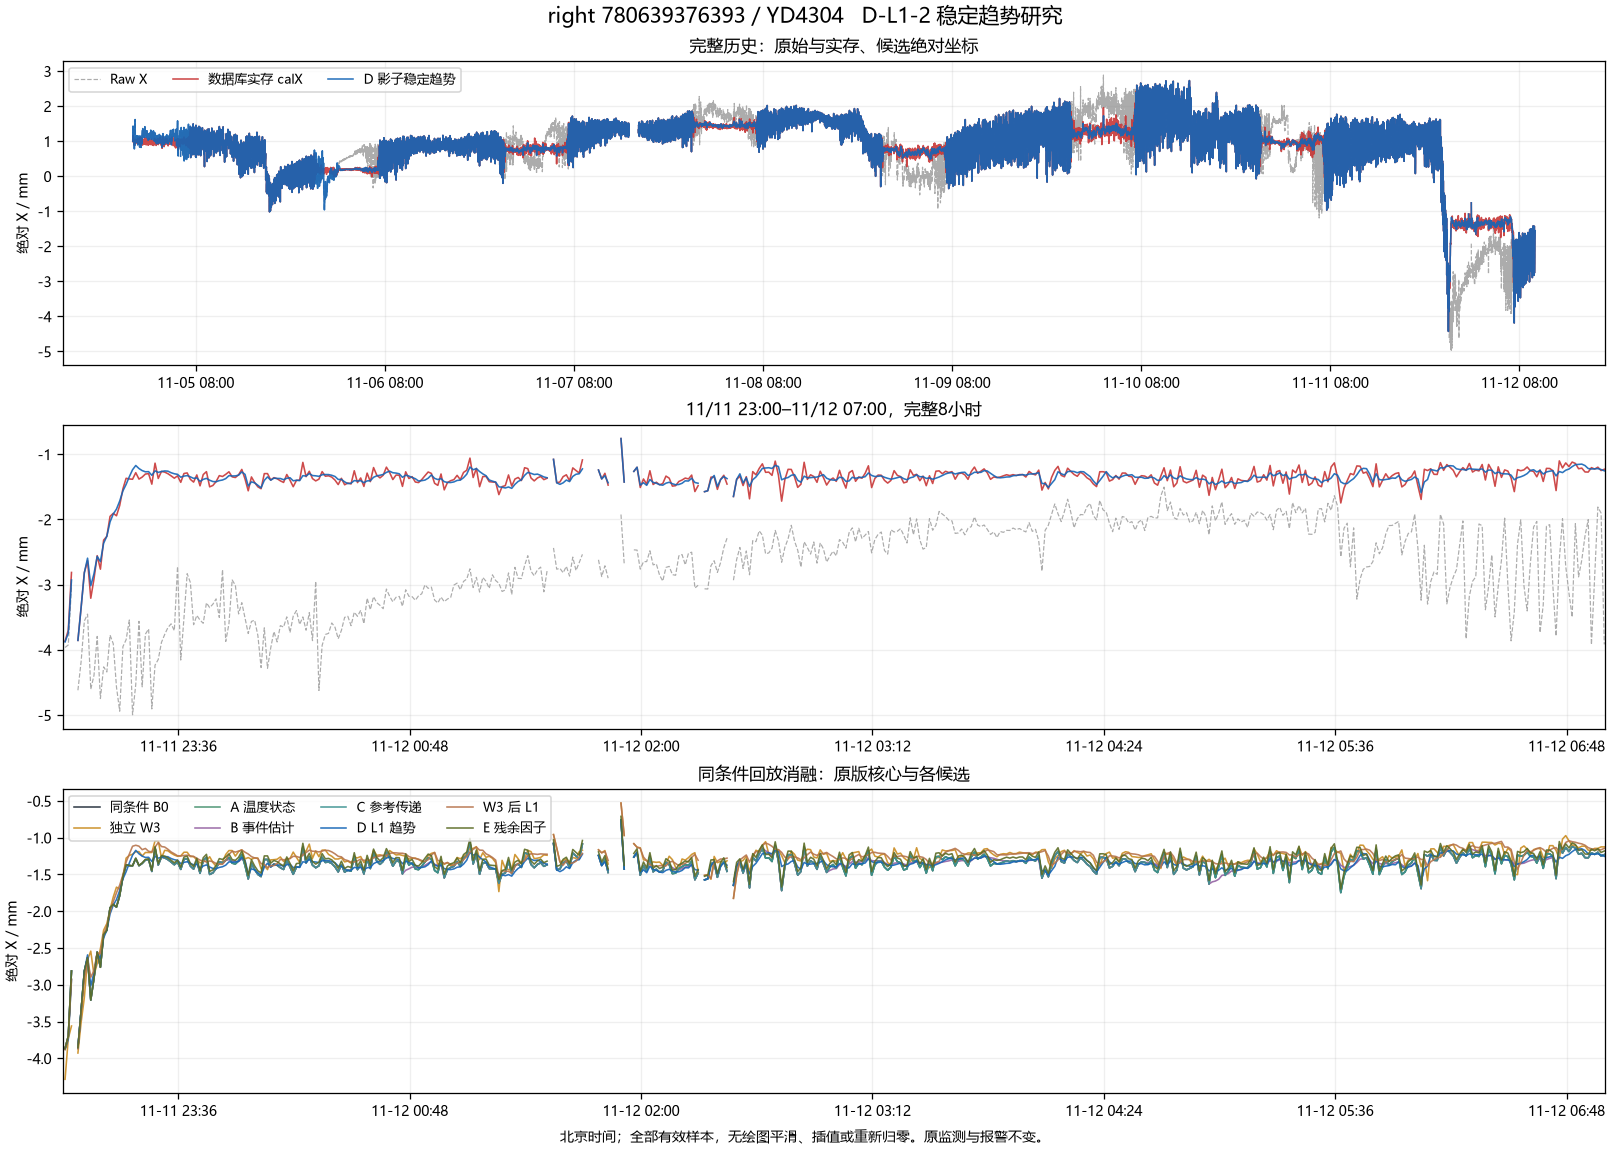 right 780639376393 / YD4304 D-L1-2 稳定趋势研究
完整历史：原始与实存、候选绝对坐标
Raw X 数据库实存 calX D 影子稳定趋势
绝对 X / mm
3
2
1
0
-1
-2
-3
-4
-5
11-05 08:00 11-06 08:00 11-07 08:00 11-08 08:00 11-09 08:00 11-10 08:00 11-11 08:00 11-12 08:00
11/11 23:00–11/12 07:00，完整8小时
绝对 X / mm
-1
-2
-3
-4
-5
11-11 23:36 11-12 00:48 11-12 02:00 11-12 03:12 11-12 04:24 11-12 05:36 11-12 06:48
同条件回放消融：原版核心与各候选
同条件 B0 A 温度状态 C 参考传递 W3 后 L1
独立 W3 B 事件估计 D L1 趋势 E 残余因子
绝对 X / mm
-0.5
-1.0
-1.5
-2.0
-2.5
-3.0
-3.5
-4.0
11-11 23:36 11-12 00:48 11-12 02:00 11-12 03:12 11-12 04:24 11-12 05:36 11-12 06:48
北京时间；全部有效样本，无绘图平滑、插值或重新归零。原监测与报警不变。